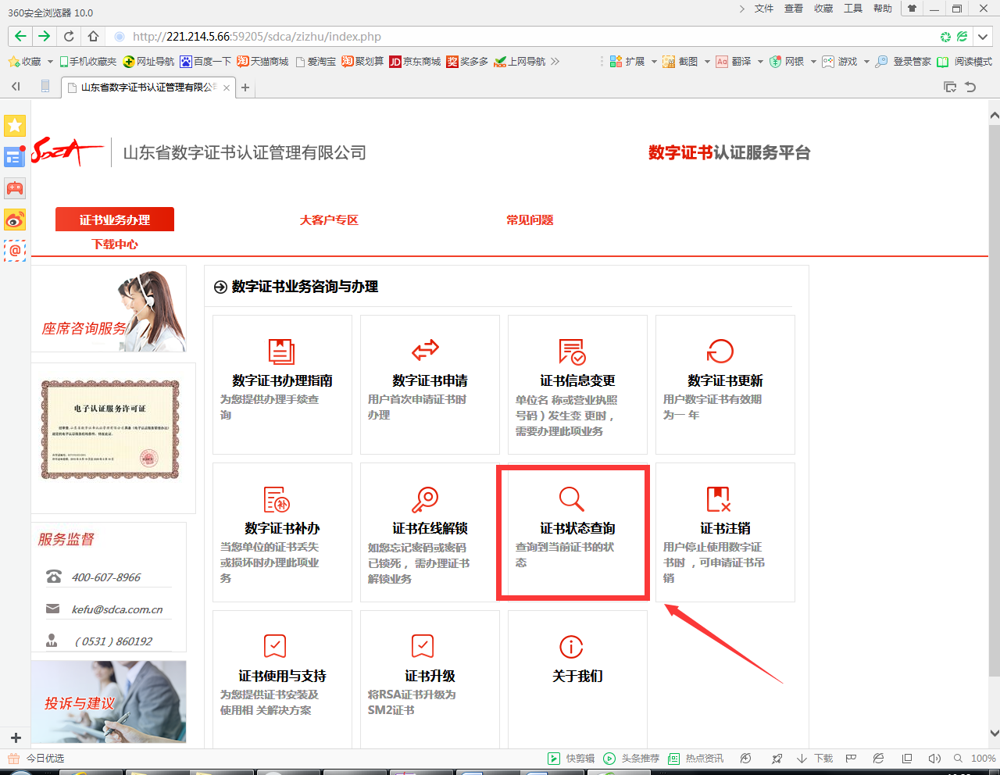 360安全浏览器 10.0
文件 查看 收藏 工具 帮助
http://221.214.5.66:59205/sdca/zizhu/index.php
收藏 手机收藏夹 网址导航 百度一下 天猫商城 爱淘宝 聚划算 京东商城 奖多多 上网导航 扩展 截图 翻译 网银 游戏 登录管家 阅读模式
山东省数字证书认证管理有限公司
SDCA 山东省数字证书认证管理有限公司
数字证书认证服务平台
证书业务办理 大客户专区 常见问题
下载中心
座席咨询服务
电子认证服务许可证
服务监督
400-607-8966
kefu@sdca.com.cn
（0531）860192
投诉与建议
数字证书业务咨询与办理
数字证书办理指南
为您提供办理手续查
询
数字证书申请
用户首次申请证书时
办理
证书信息变更
单位名 称或营业执照
号码）发生变 更时，
需要办理此项业务
数字证书更新
用户数字证书有效期
为一 年
补
数字证书补办
当您单位的证书丢失
或损坏时办理此项业
务
证书在线解锁
如您忘记密码或密码
已锁死， 需办理证书
解锁业务
证书状态查询
查询到当前证书的状
态
证书注销
用户停止使用数字证
书时 ，可申请证书吊
销
证书使用与支持
为您提供证书安装及
使用相 关解决方案
证书升级
将RSA证书升级为
SM2证书
关于我们
今日优选 快剪辑 头条推荐 热点资讯 下载 100%